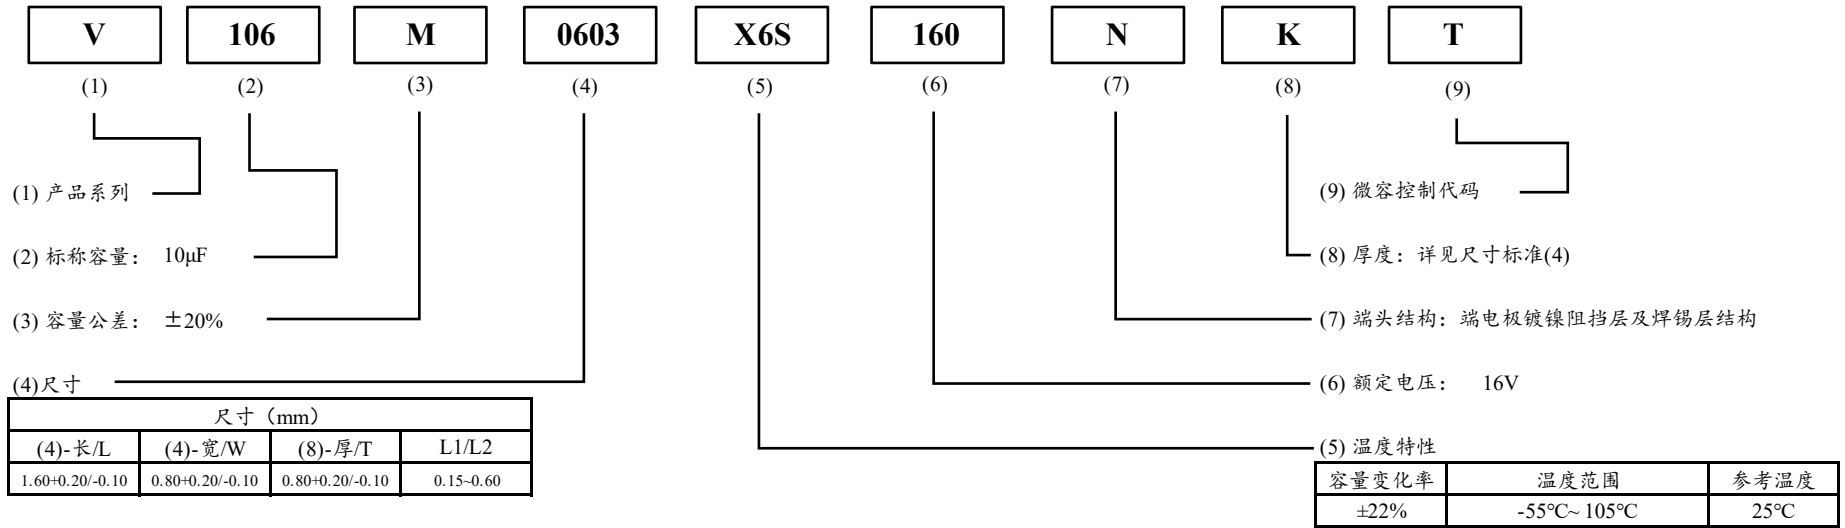 V 106 M 0603 X6S 160 N K T
(1) (2) (3) (4) (5) (6) (7) (8) (9)
(1) 产品系列
(9) 微容控制代码
(2) 标称容量： 10μF
(8) 厚度：详见尺寸标准(4)
(3) 容量公差： ±20%
(7) 端头结构：端电极镀镍阻挡层及焊锡层结构
(4)尺寸
(6) 额定电压： 16V
尺寸（mm）
(4)-长/L (4)-宽/W (8)-厚/T L1/L2
1.60+0.20/-0.10 0.80+0.20/-0.10 0.80+0.20/-0.10 0.15~0.60
(5) 温度特性
容量变化率 温度范围 参考温度
±22% -55℃~ 105℃ 25℃